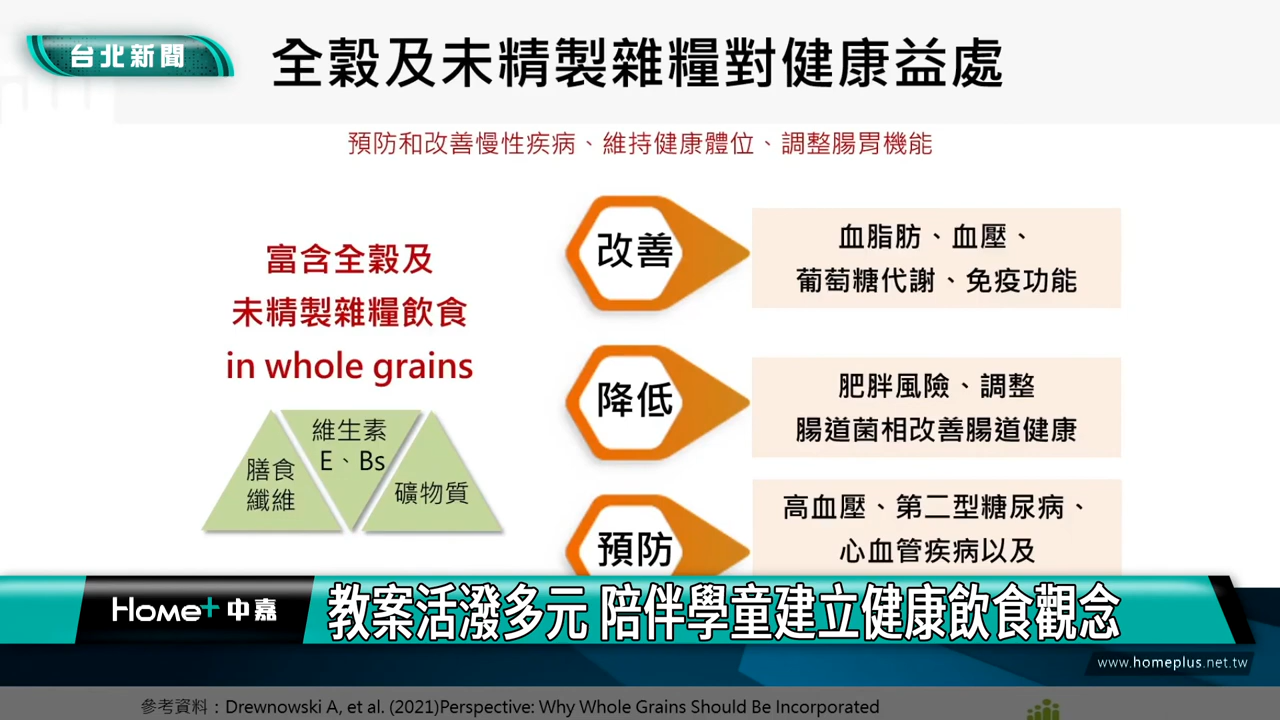 台北新聞
全穀及未精製雜糧對健康益處
預防和改善慢性疾病、維持健康體位、調整腸胃機能
富含全穀及
未精製雜糧飲食
in whole grains
膳食
纖維
維生素
E、Bs
礦物質
改善
血脂肪、血壓、
葡萄糖代謝、免疫功能
降低
肥胖風險、調整
腸道菌相改善腸道健康
預防
高血壓、第二型糖尿病、
心血管疾病以及
Home+中嘉
教案活潑多元 陪伴學童建立健康飲食觀念
www.homeplus.net.tw
參考資料：Drewnowski A, et al. (2021)Perspective: Why Whole Grains Should Be Incorporated